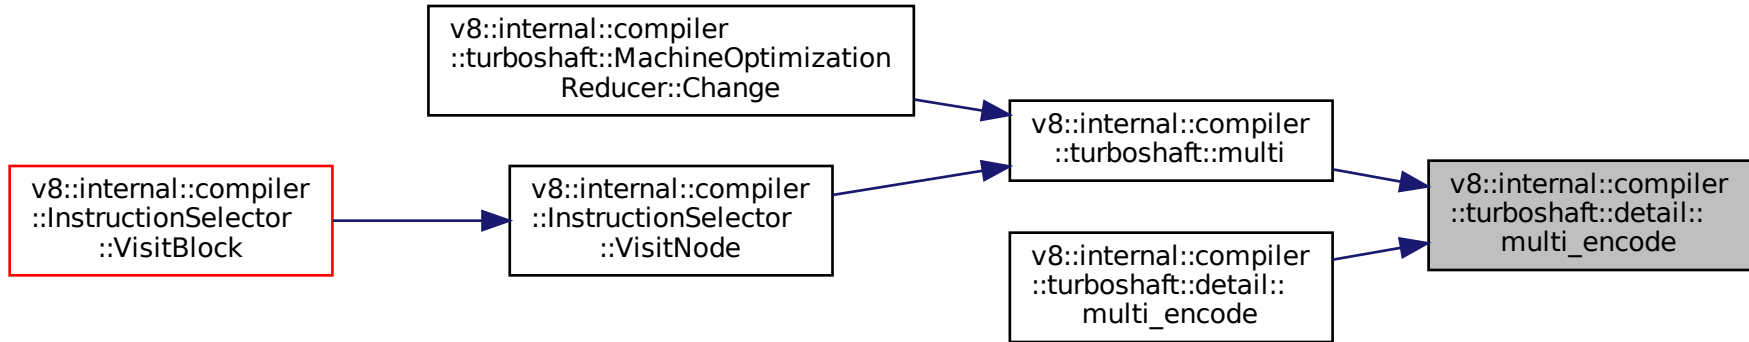 v8::internal::compiler
::turboshaft::MachineOptimization
Reducer::Change
v8::internal::compiler
::InstructionSelector
::VisitBlock
v8::internal::compiler
::InstructionSelector
::VisitNode
v8::internal::compiler
::turboshaft::multi
v8::internal::compiler
::turboshaft::detail::
multi_encode
v8::internal::compiler
::turboshaft::detail::
multi_encode